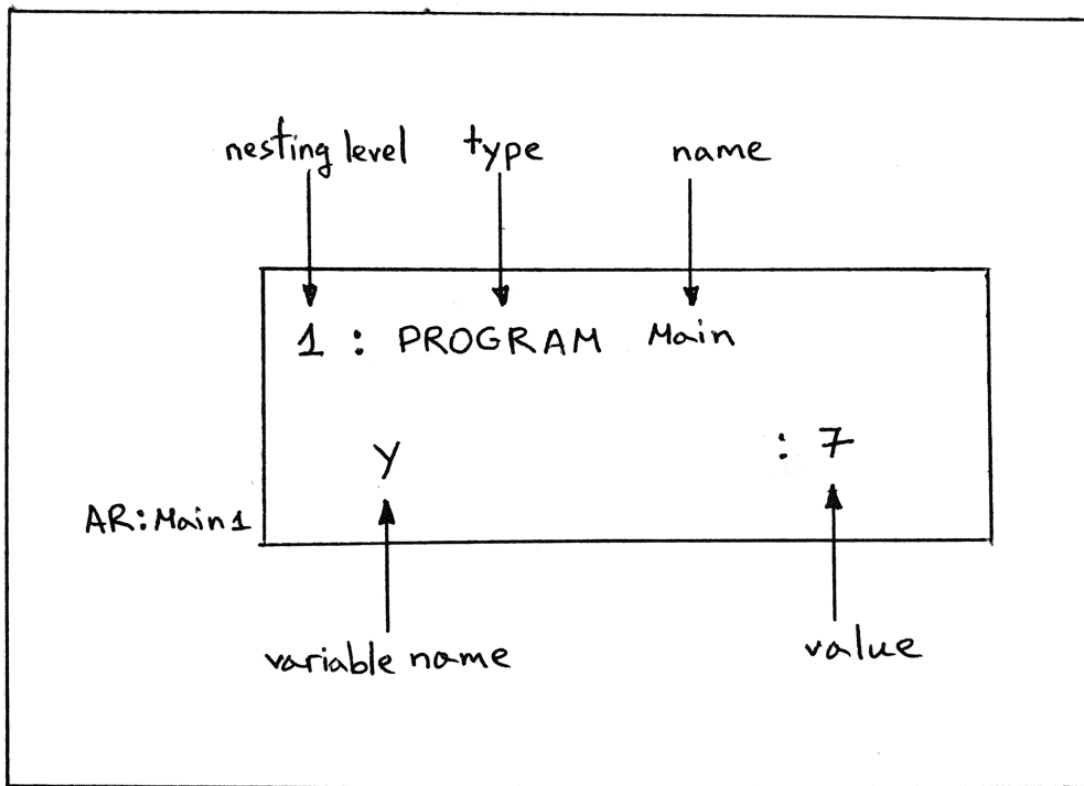 nesting level type name
1 : PROGRAM Main
y : 7
AR:Main1
variable name value